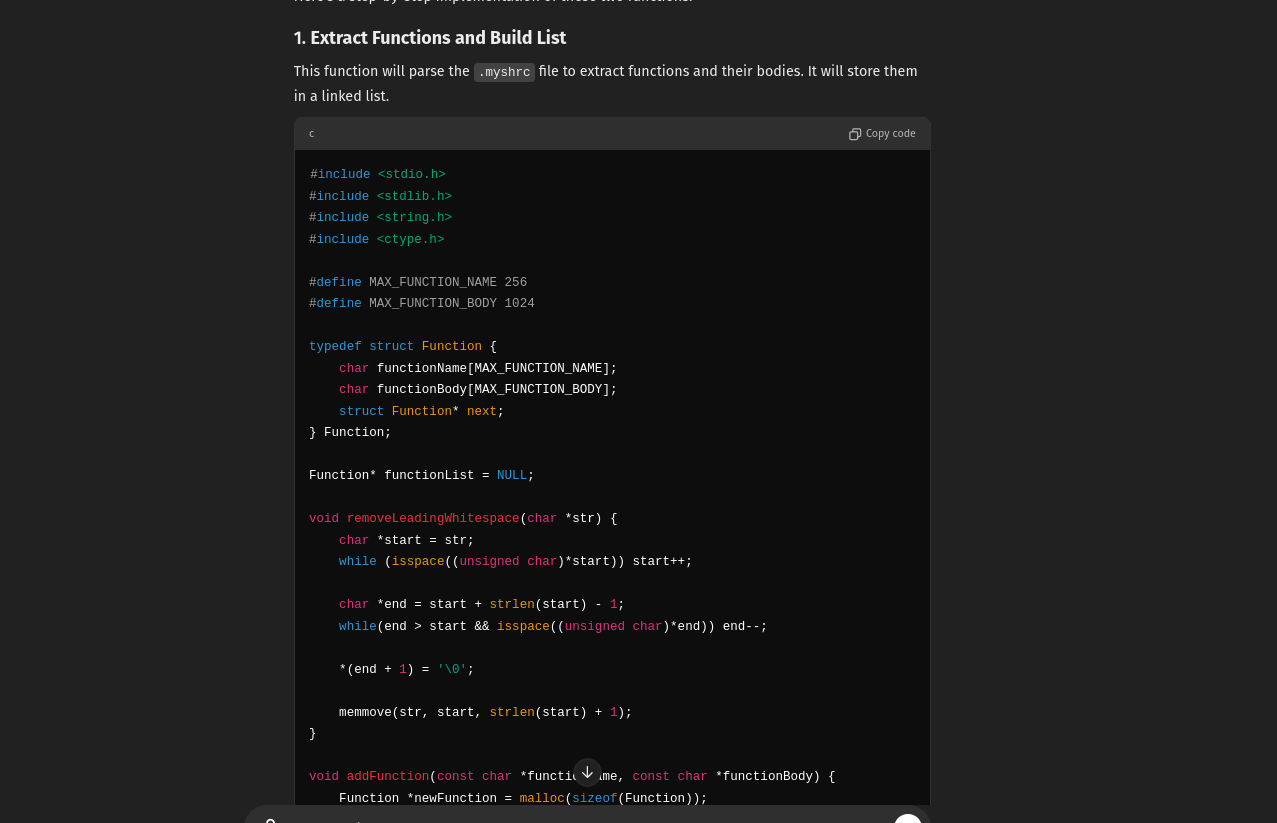 1. Extract Functions and Build List
This function will parse the .myshrc file to extract functions and their bodies. It will store them
in a linked list.
c
Copy code
#include <stdio.h>
#include <stdlib.h>
#include <string.h>
#include <ctype.h>
#define MAX_FUNCTION_NAME 256
#define MAX_FUNCTION_BODY 1024
typedef struct Function {
    char functionName[MAX_FUNCTION_NAME];
    char functionBody[MAX_FUNCTION_BODY];
    struct Function* next;
} Function;
Function* functionList = NULL;
void removeLeadingWhitespace(char *str) {
    char *start = str;
    while (isspace((unsigned char)*start)) start++;
    char *end = start + strlen(start) - 1;
    while(end > start && isspace((unsigned char)*end)) end--;
    *(end + 1) = '\0';
    memmove(str, start, strlen(start) + 1);
}
void addFunction(const char *functionName, const char *functionBody) {
    Function *newFunction = malloc(sizeof(Function));